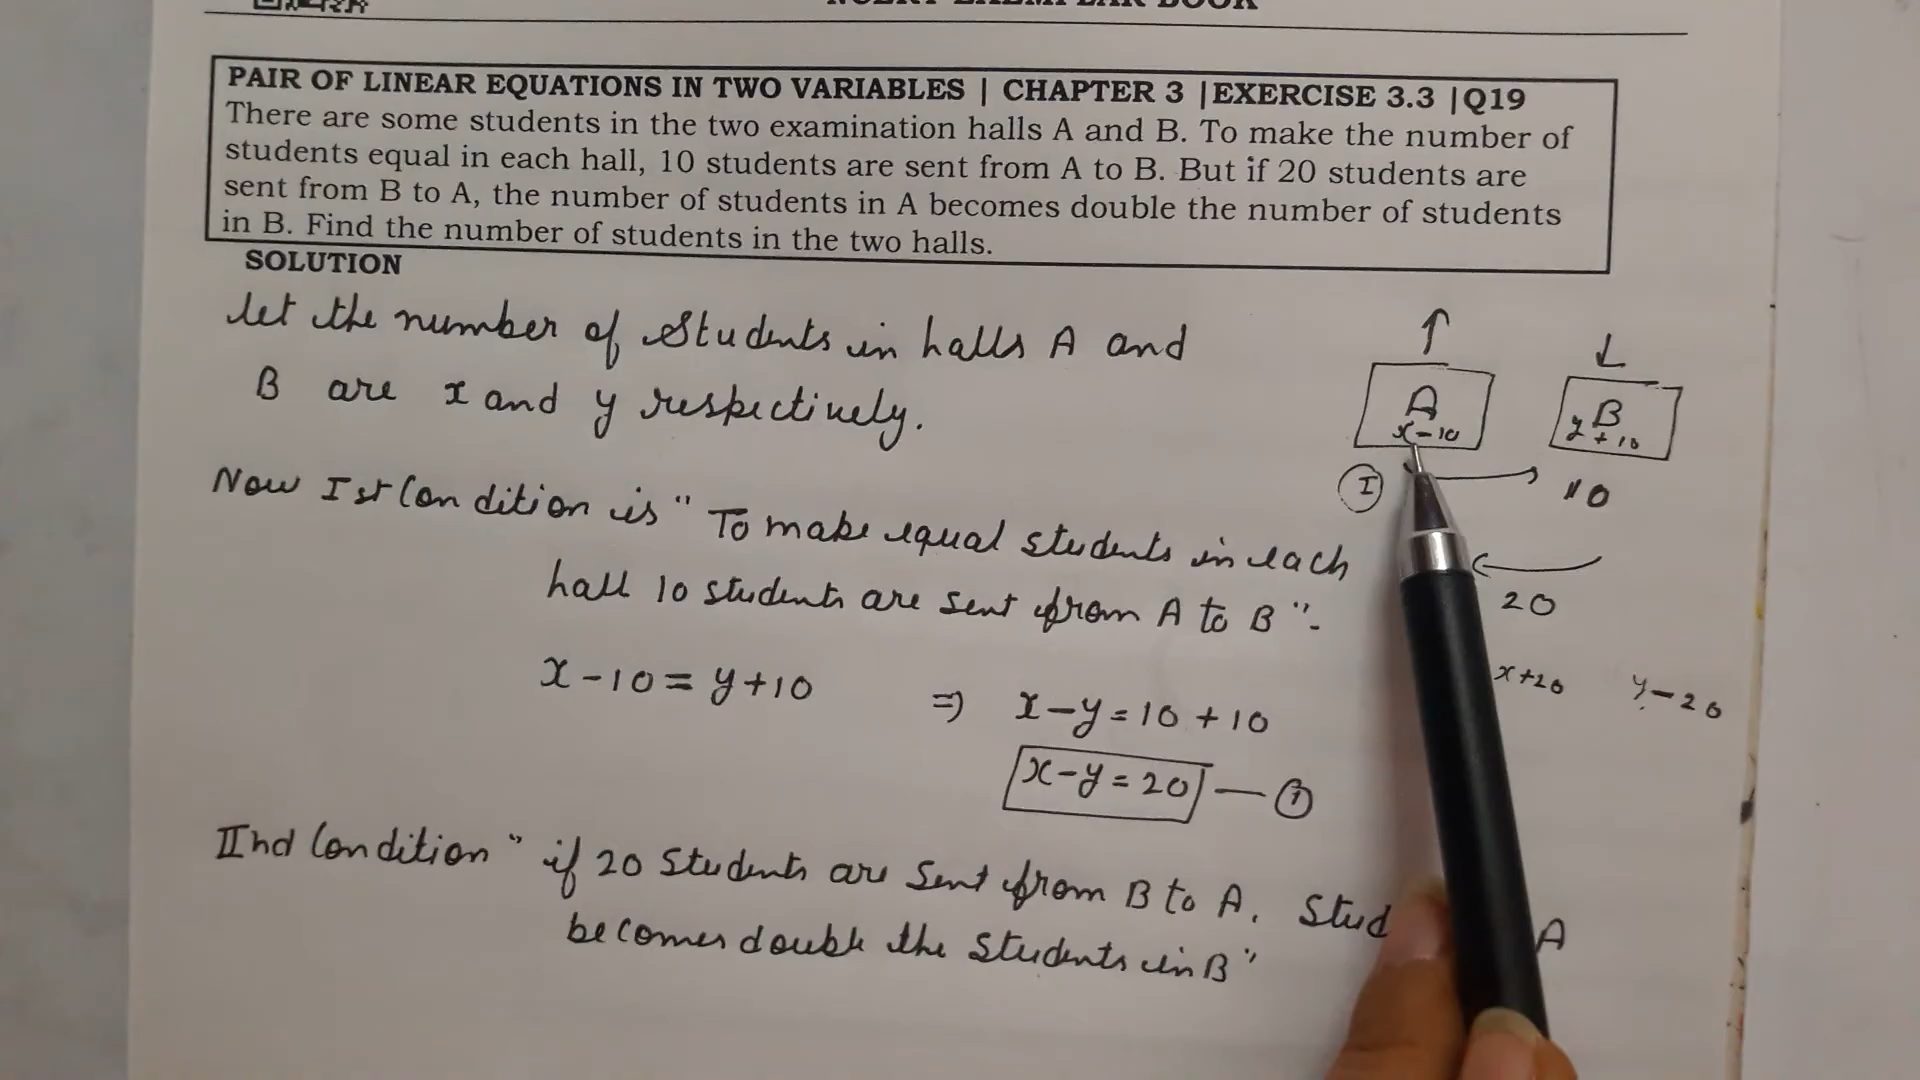 NCERT EXEMPLAR BOOK
PAIR OF LINEAR EQUATIONS IN TWO VARIABLES | CHAPTER 3 |EXERCISE 3.3 |Q19
There are some students in the two examination halls A and B. To make the number of
students equal in each hall, 10 students are sent from A to B. But if 20 students are
sent from B to A, the number of students in A becomes double the number of students
in B. Find the number of students in the two halls.
SOLUTION
let the number of Students in halls A and
B are x and y respectively.
A
x-10
B
y+10
I
10
20
x+20 y-20
Now Ist Condition is " To make equal students in each
hall 10 students are sent from A to B".
x-10=y+10 ⇒ x-y=10+10
x-y=20 — ①
IInd Condition " if 20 Students are sent from B to A. Stud A
becomes double the students in B"